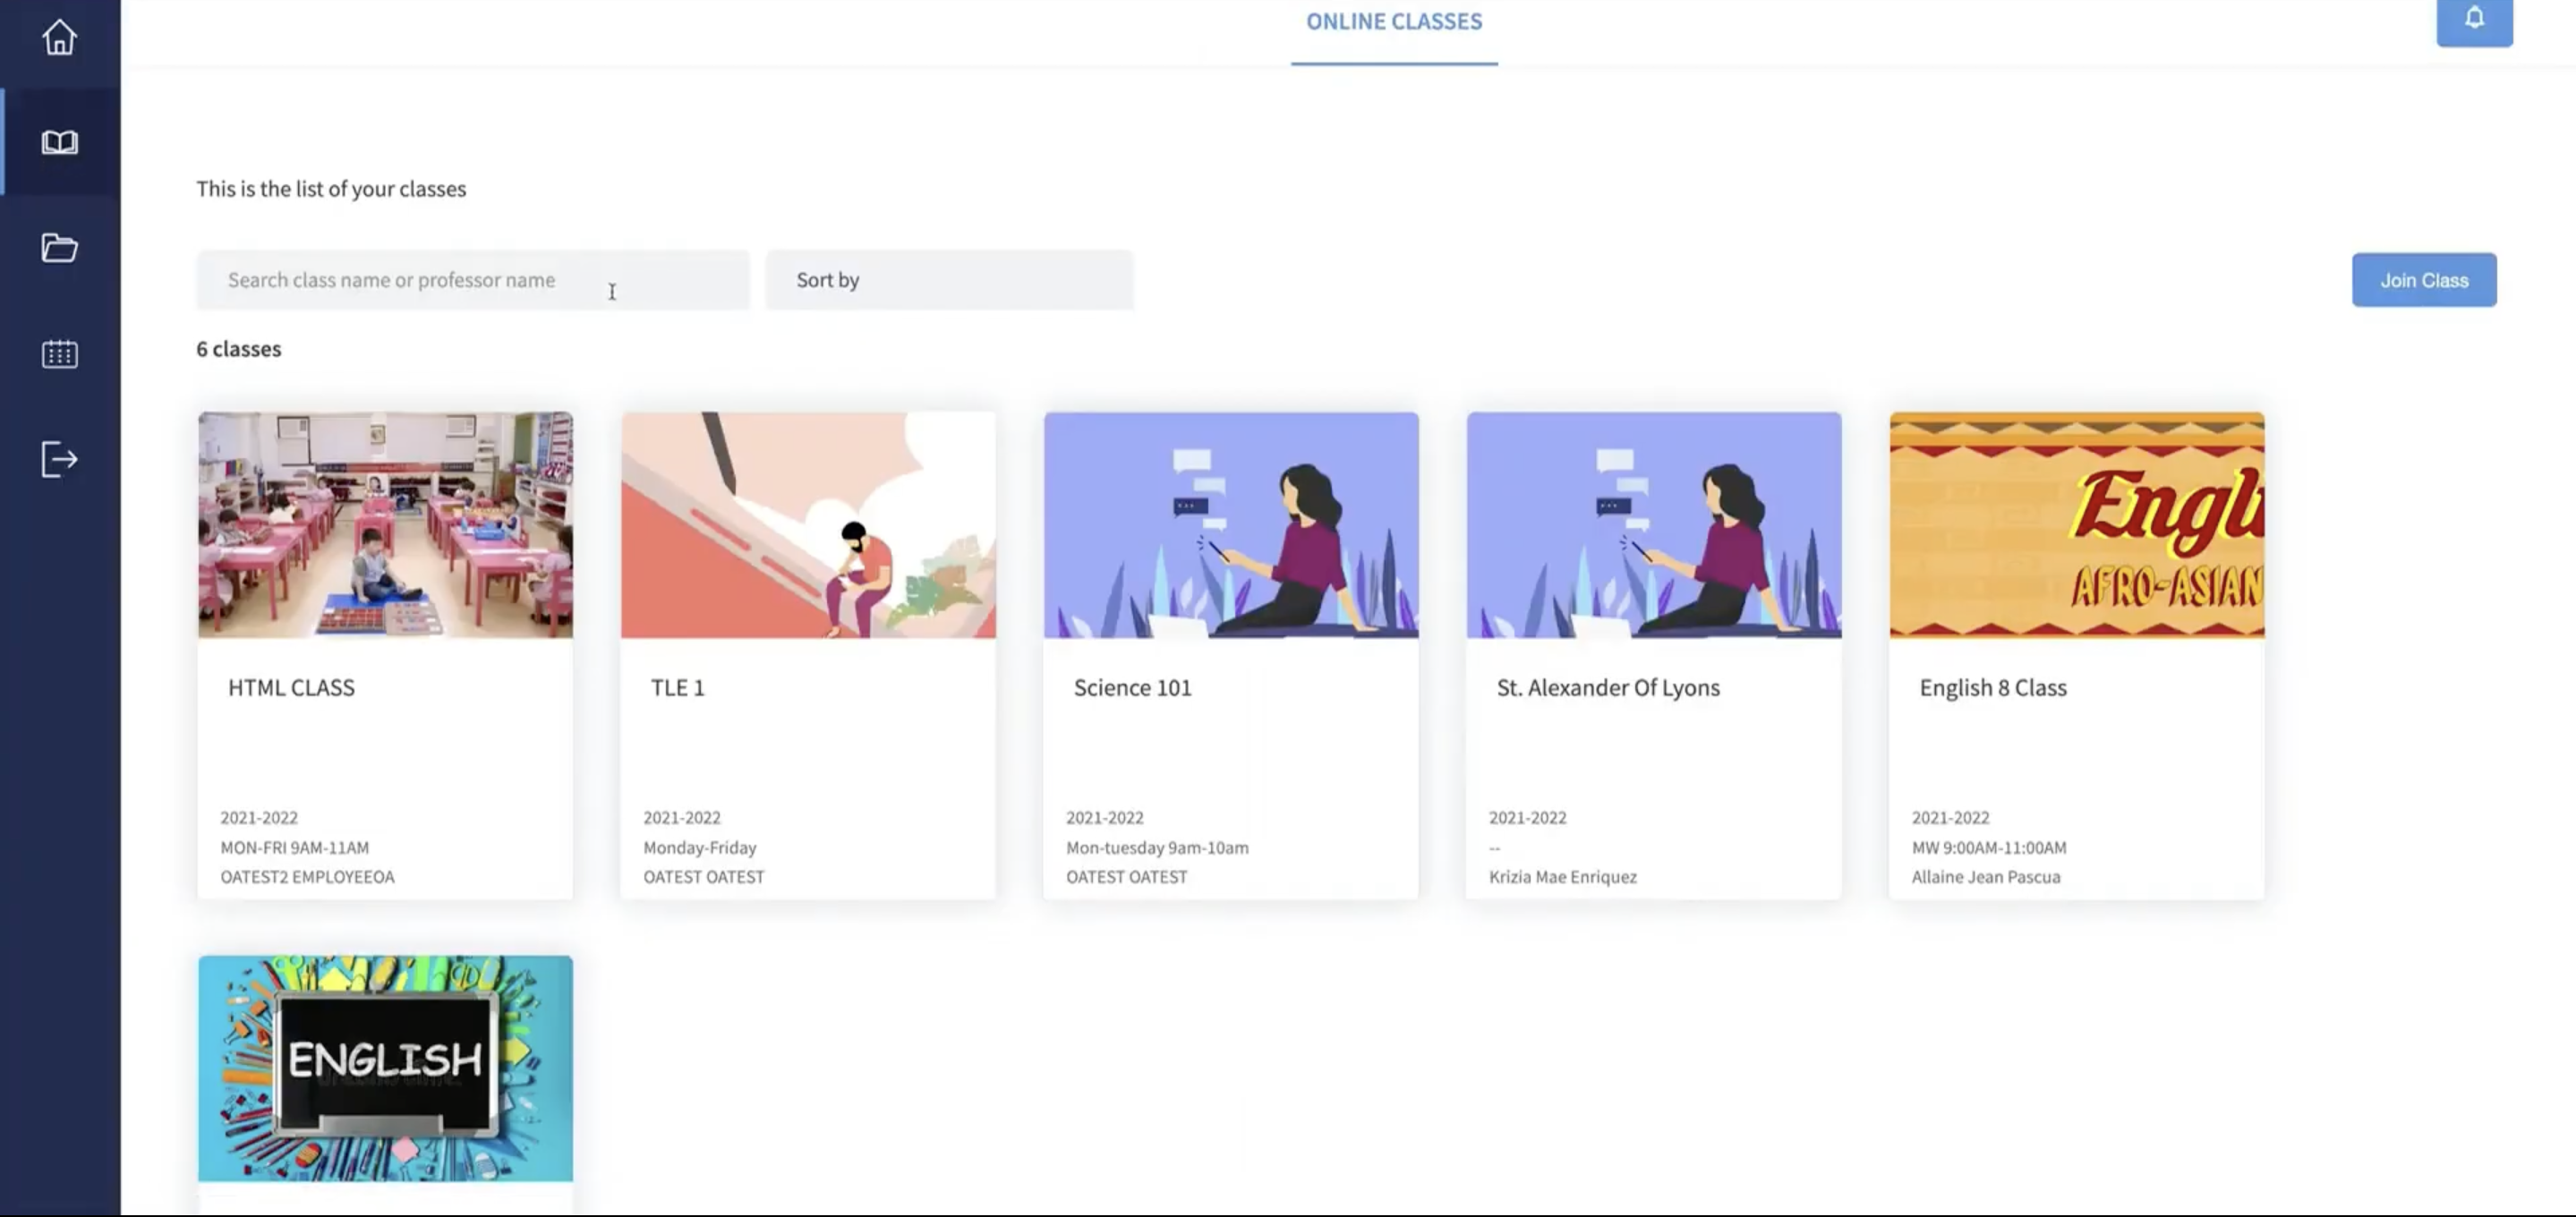 ONLINE CLASSES
This is the list of your classes
Search class name or professor name
Sort by
Join Class
6 classes
Engli
AFRO-ASIAN
HTML CLASS
TLE 1
Science 101
St. Alexander Of Lyons
English 8 Class
2021-2022
MON-FRI 9AM-11AM
OATEST2 EMPLOYEEOA
2021-2022
Monday-Friday
OATEST OATEST
2021-2022
Mon-tuesday 9am-10am
OATEST OATEST
2021-2022
--
Krizia Mae Enriquez
2021-2022
MW 9:00AM-11:00AM
Allaine Jean Pascua
ENGLISH